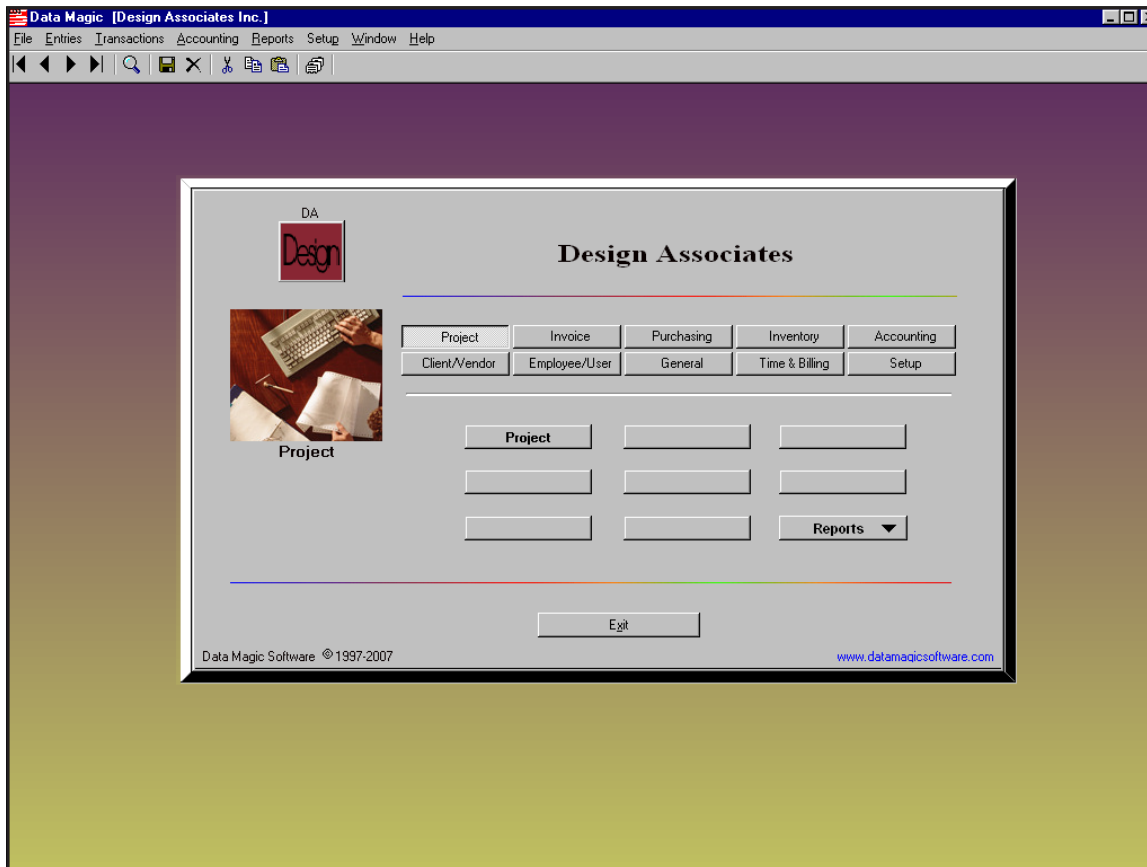 Data Magic [Design Associates Inc.]
File Entries Transactions Accounting Reports Setup Window Help
DA
Design
Design Associates
Project Invoice Purchasing Inventory Accounting
Client/Vendor Employee/User General Time & Billing Setup
Project
Project
Reports
Exit
Data Magic Software © 1997-2007
www.datamagicsoftware.com